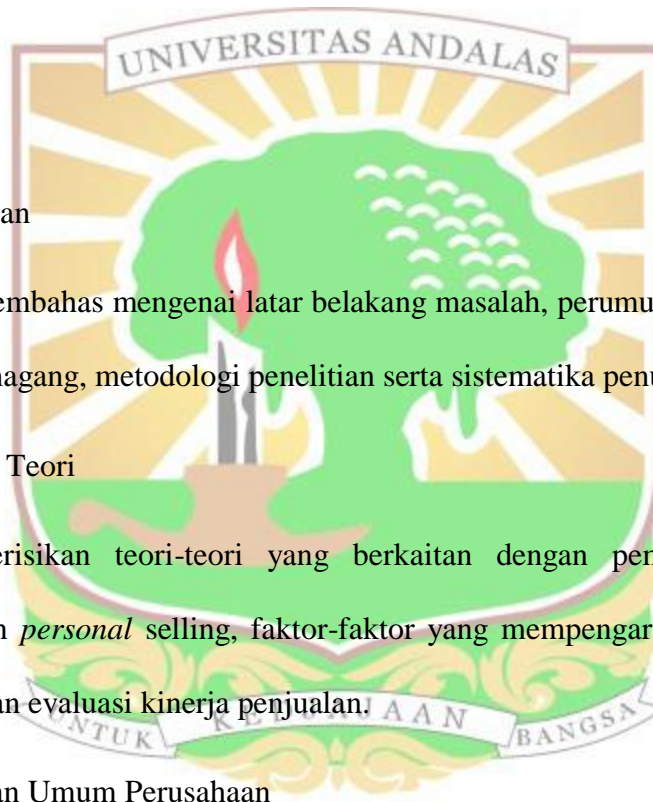 UNIVERSITAS ANDALAS
an
embahas mengenai latar belakang masalah, perumu
nagang, metodologi penelitian serta sistematika penu
Teori
erisikan teori-teori yang berkaitan dengan pen
n personal selling, faktor-faktor yang mempengar
an evaluasi kinerja penjualan.
UNTUK KEDJAJAAN BANGSA
an Umum Perusahaan